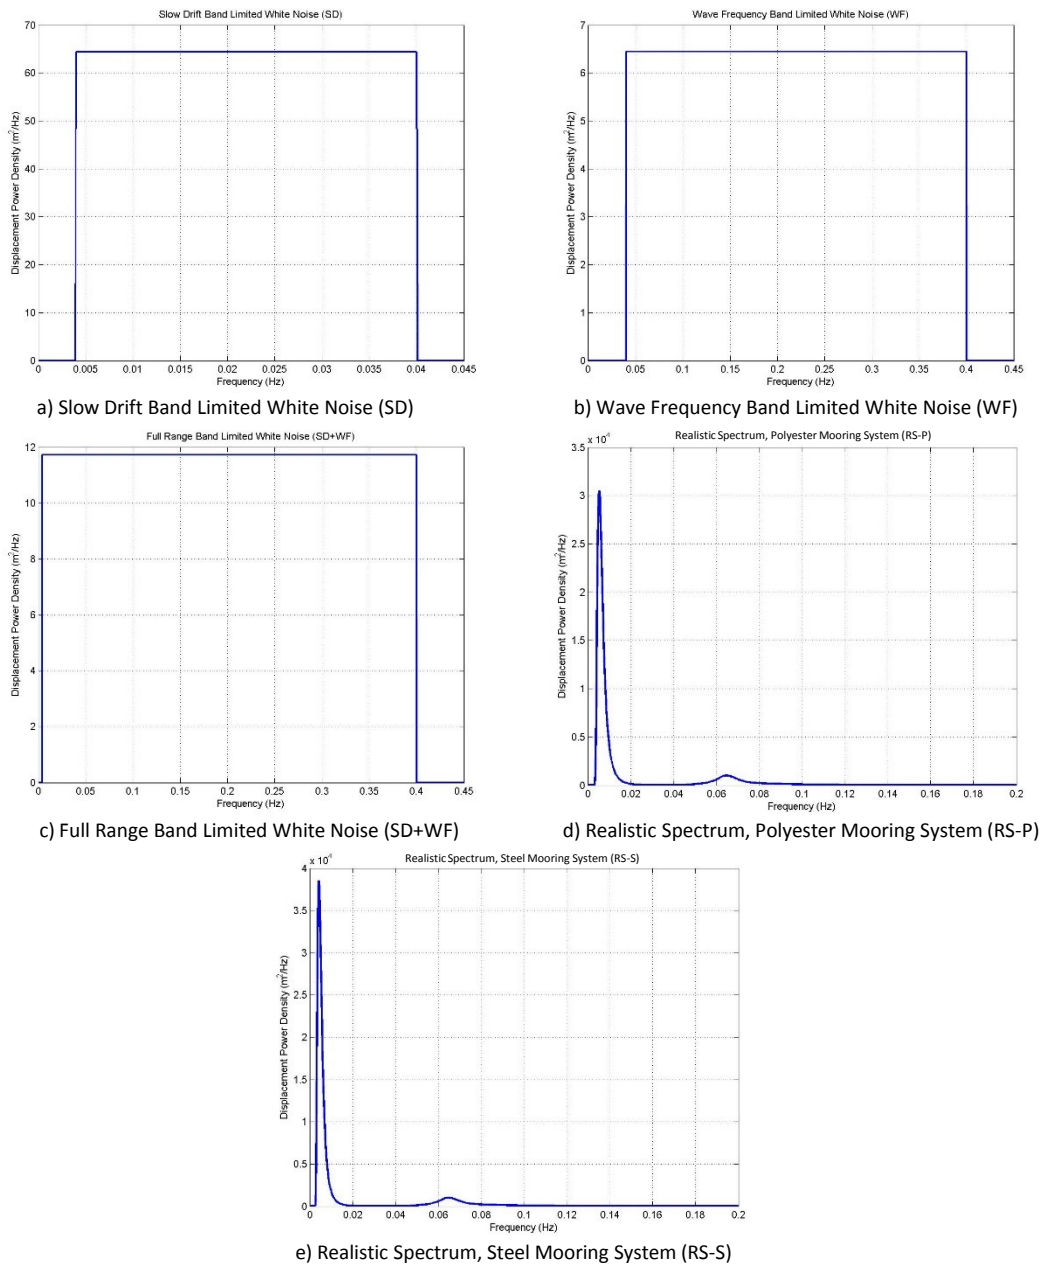 Slow Drift Band Limited White Noise (SD)
70
60
50
40
30
20
10
0
Displacement Power Density (m²/Hz)
0 0.005 0.01 0.015 0.02 0.025 0.03 0.035 0.04 0.045
Frequency (Hz)
a) Slow Drift Band Limited White Noise (SD)
Wave Frequency Band Limited White Noise (WF)
7
6
5
4
3
2
1
0
Displacement Power Density (m²/Hz)
0 0.05 0.1 0.15 0.2 0.25 0.3 0.35 0.4 0.45
Frequency (Hz)
b) Wave Frequency Band Limited White Noise (WF)
Full Range Band Limited White Noise (SD+WF)
12
10
8
6
4
2
0
Displacement Power Density (m²/Hz)
0 0.05 0.1 0.15 0.2 0.25 0.3 0.35 0.40 0.45
Frequency (Hz)
c) Full Range Band Limited White Noise (SD+WF)
x 10⁻⁴
Realistic Spectrum, Polyester Mooring System (RS-P)
3.5
3
2.5
2
1.5
1
0.5
0
Displacement Power Density (m²/Hz)
0 0.02 0.04 0.06 0.08 0.10 0.12 0.14 0.16 0.18 0.2
Frequency (Hz)
d) Realistic Spectrum, Polyester Mooring System (RS-P)
x 10⁻⁴
Realistic Spectrum, Steel Mooring System (RS-S)
4
3.5
3
2.5
2
1.5
1
0.5
0
Displacement Power Density (m²/Hz)
0 0.02 0.04 0.06 0.08 0.1 0.12 0.14 0.16 0.18 0.2
Frequency (Hz)
e) Realistic Spectrum, Steel Mooring System (RS-S)